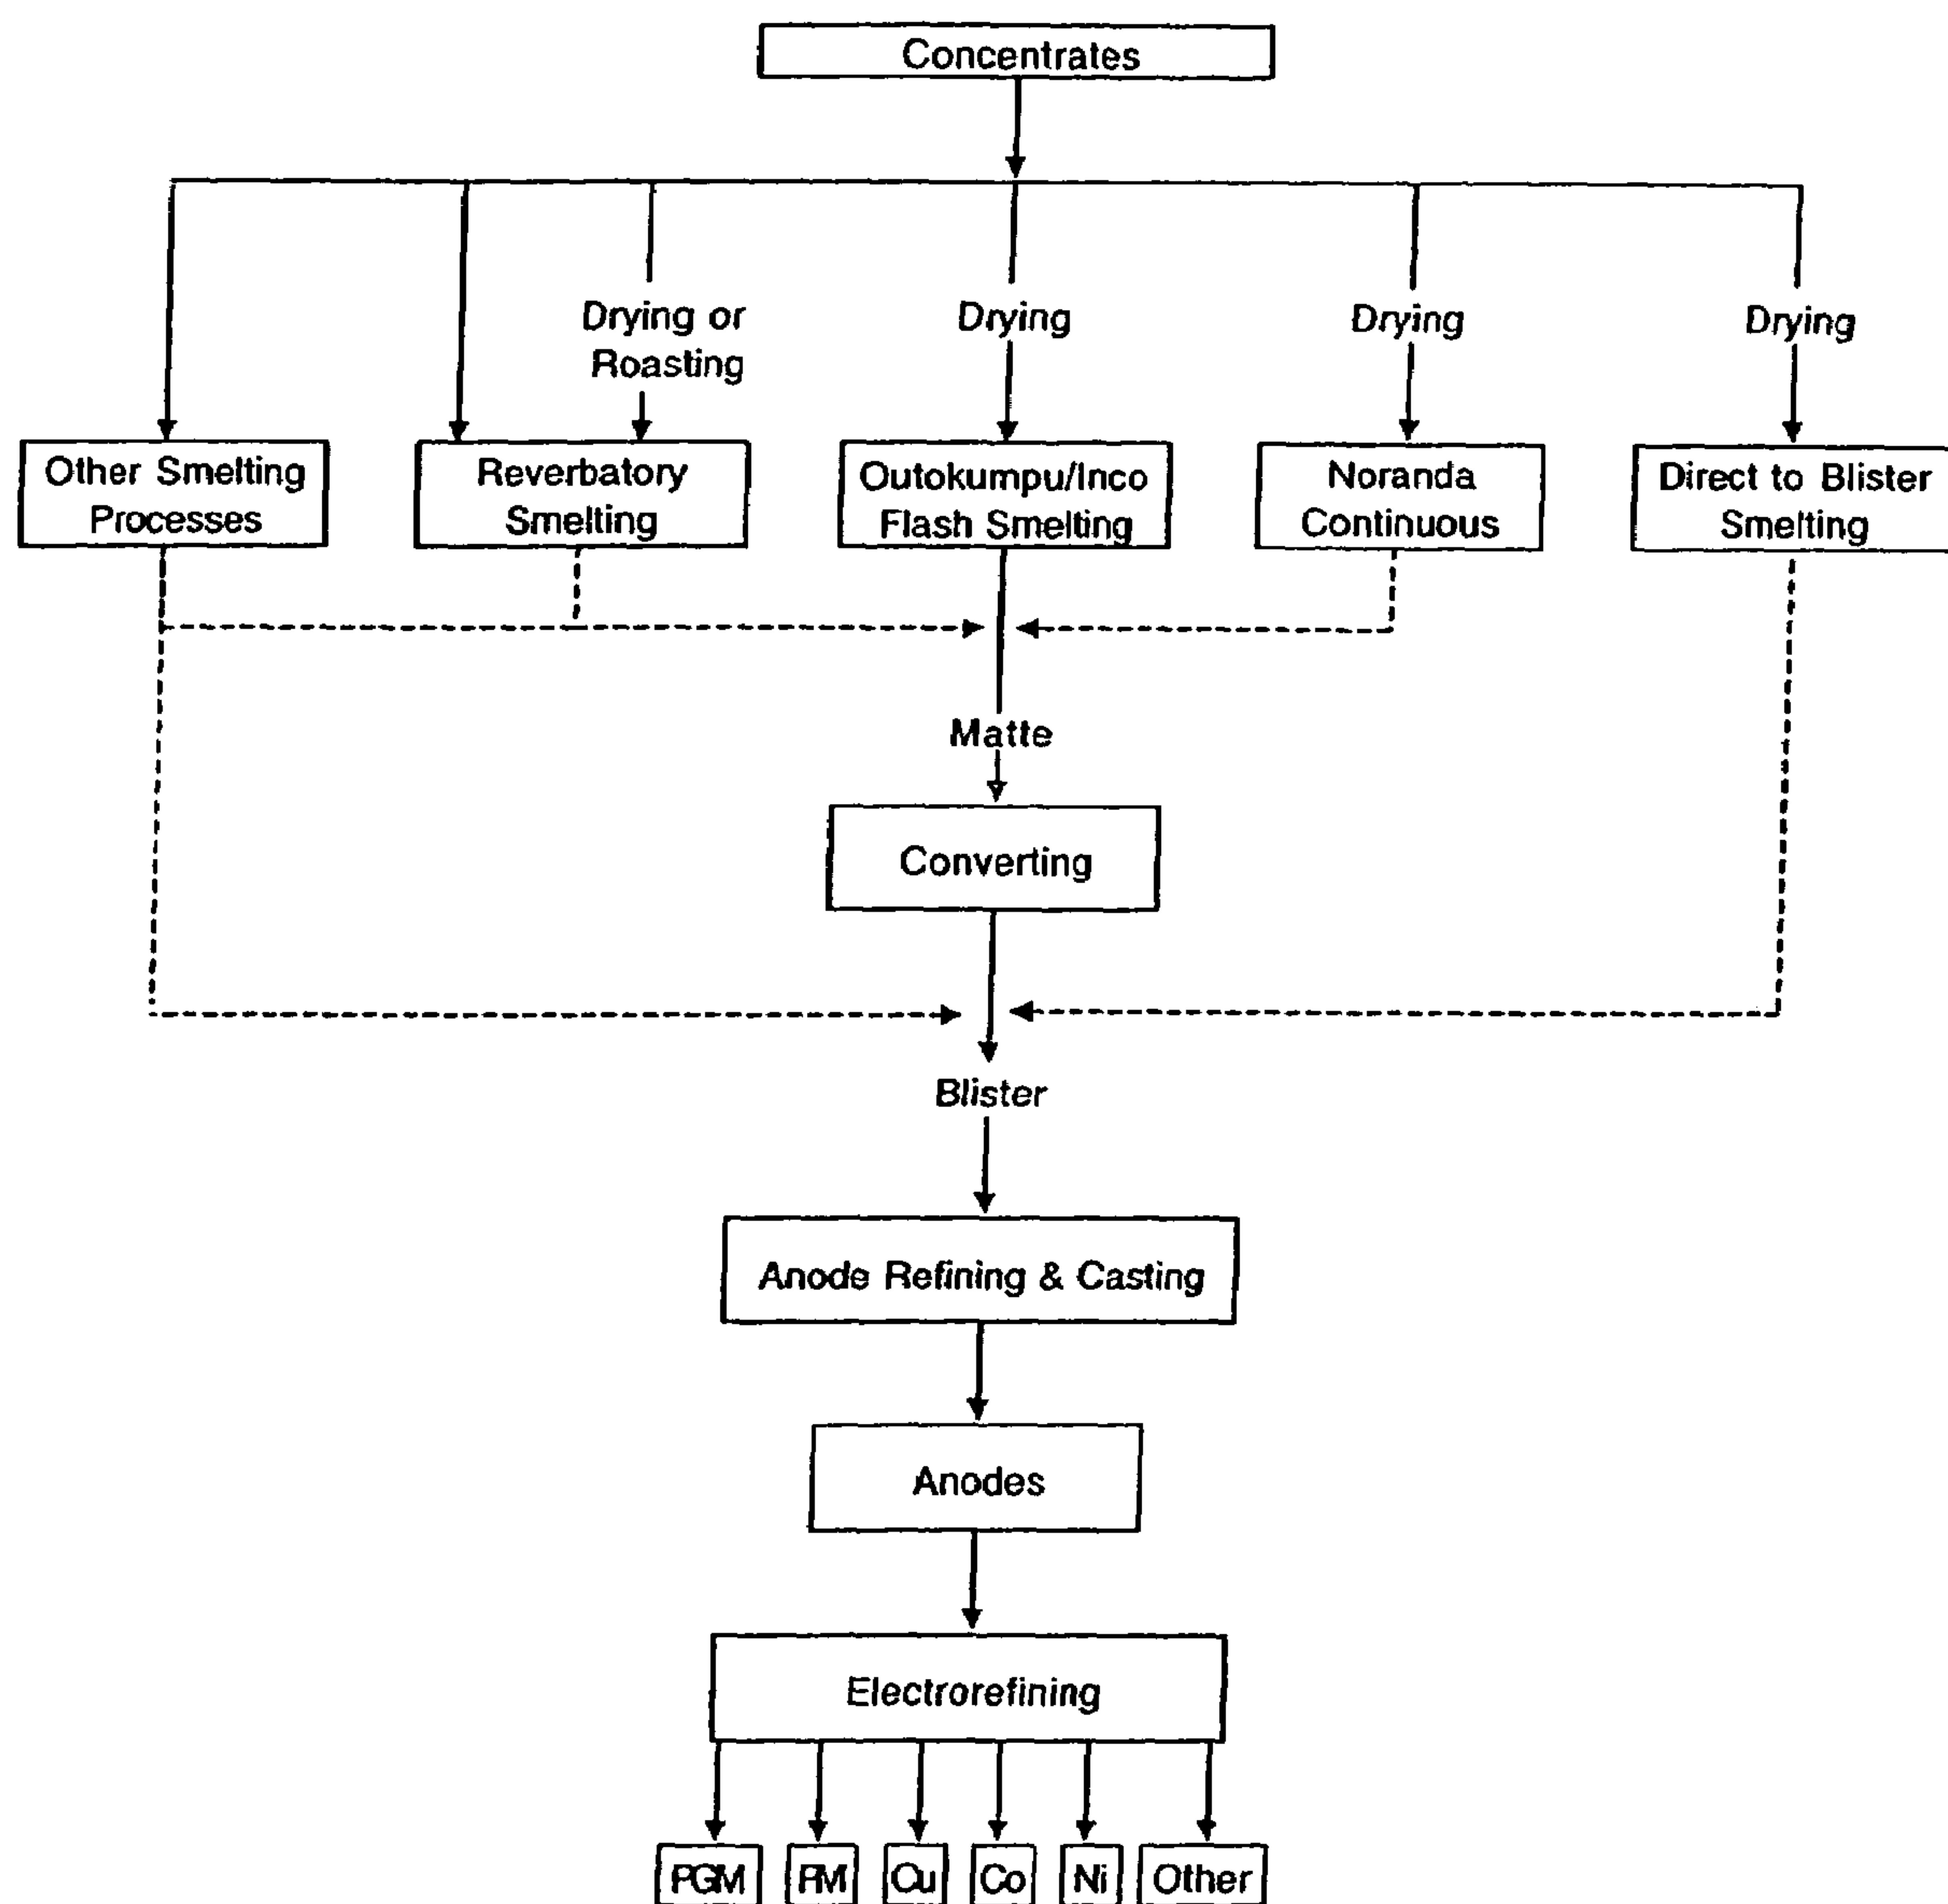 Concentrates
Drying or
Roasting
Drying
Drying
Drying
Other Smelting
Processes
Reverbatory
Smelting
Outokumpu/Inco
Flash Smelting
Noranda
Continuous
Direct to Blister
Smelting
Matte
Converting
Blister
Anode Refining & Casting
Anodes
Electrorefining
PGM
PM
Cu
Co
Ni
Other